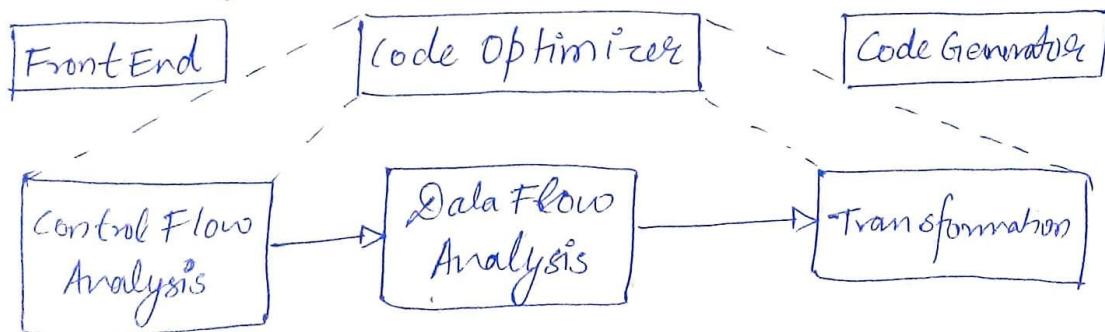 Front End
Code Optimizer
Code Generator
Control Flow
Analysis
Data Flow
Analysis
Transformation